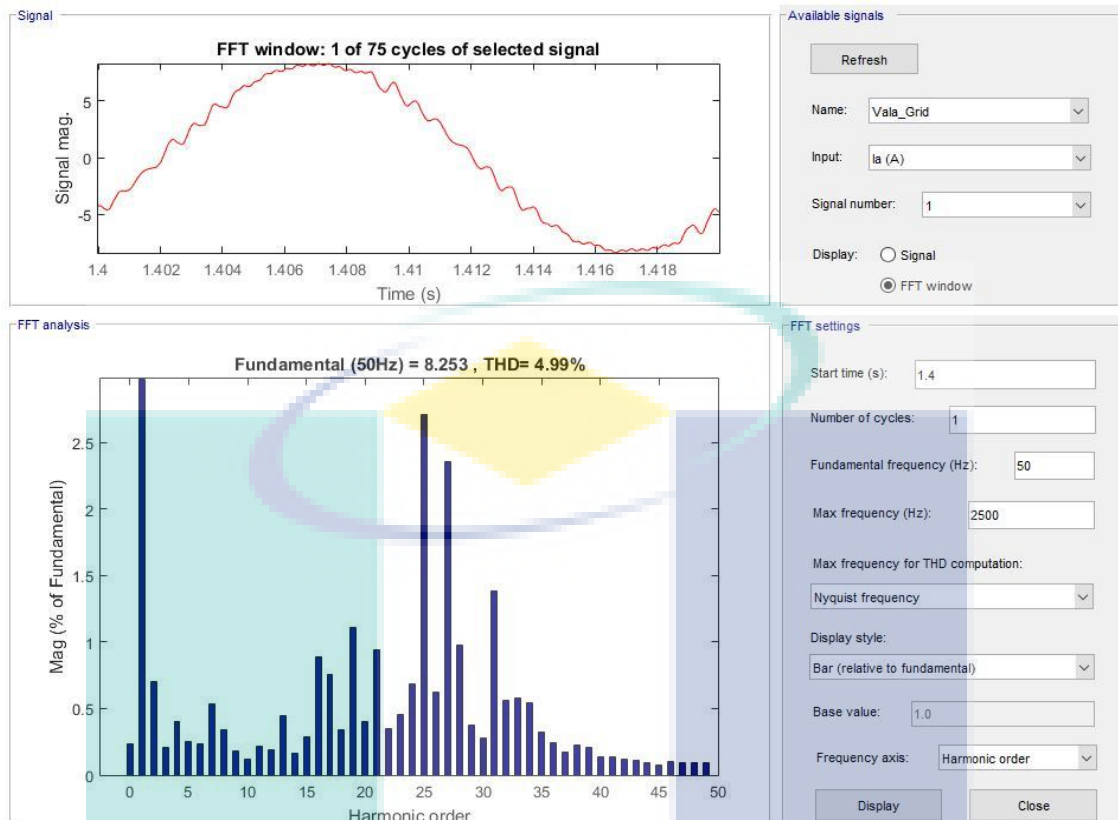 Signal
FFT window: 1 of 75 cycles of selected signal
Signal mag.
5
0
-5
1.4 1.402 1.404 1.406 1.408 1.41 1.412 1.414 1.416 1.418
Time (s)
Available signals
Refresh
Name: Vala_Grid
Input: Ia (A)
Signal number: 1
Display: Signal
FFT window
FFT analysis
Fundamental (50Hz) = 8.253 , THD= 4.99%
Mag (% of Fundamental)
2.5
2
1.5
1
0.5
0
0 5 10 15 20 25 30 35 40 45 50
Harmonic order
FFT settings
Start time (s): 1.4
Number of cycles: 1
Fundamental frequency (Hz): 50
Max frequency (Hz): 2500
Max frequency for THD computation:
Nyquist frequency
Display style:
Bar (relative to fundamental)
Base value: 1.0
Frequency axis: Harmonic order
Display Close